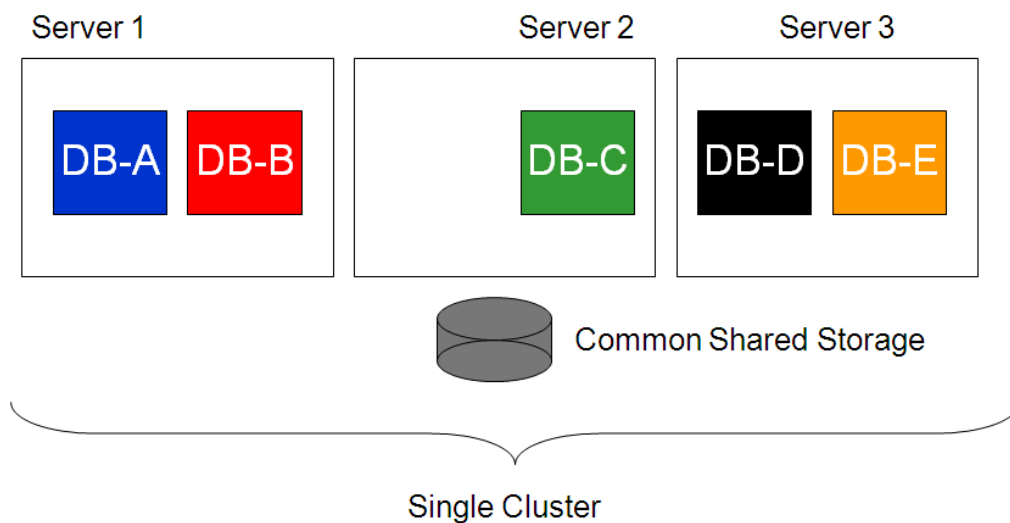 Server 1
Server 2
Server 3
DB-A
DB-B
DB-C
DB-D
DB-E
Common Shared Storage
Single Cluster